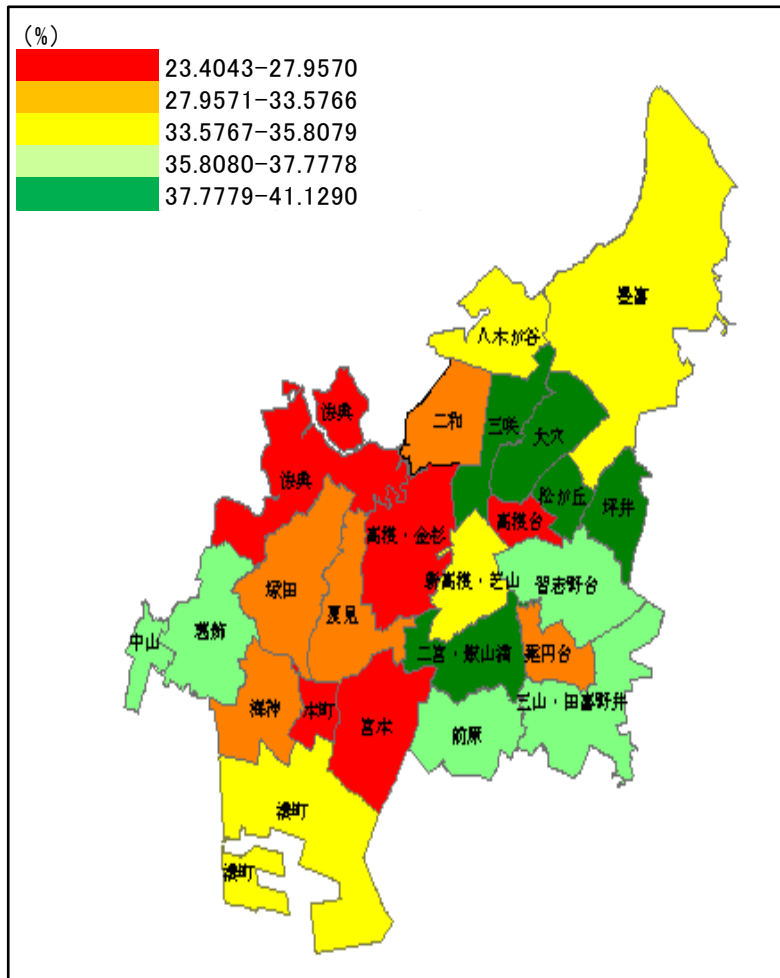 (%)
23.4043-27.9570
27.9571-33.5766
33.5767-35.8079
35.8080-37.7778
37.7779-41.1290
豊富
八木が谷
法典
二和
三咲
大穴
法典
松が丘
坪井
高根台
高根・金杉
新高根・芝山
習志野台
塚田
夏見
中山
葛飾
二宮・飯山満
薬円台
三山・田喜野井
海神
本町
宮本
前原
湊町
湊町